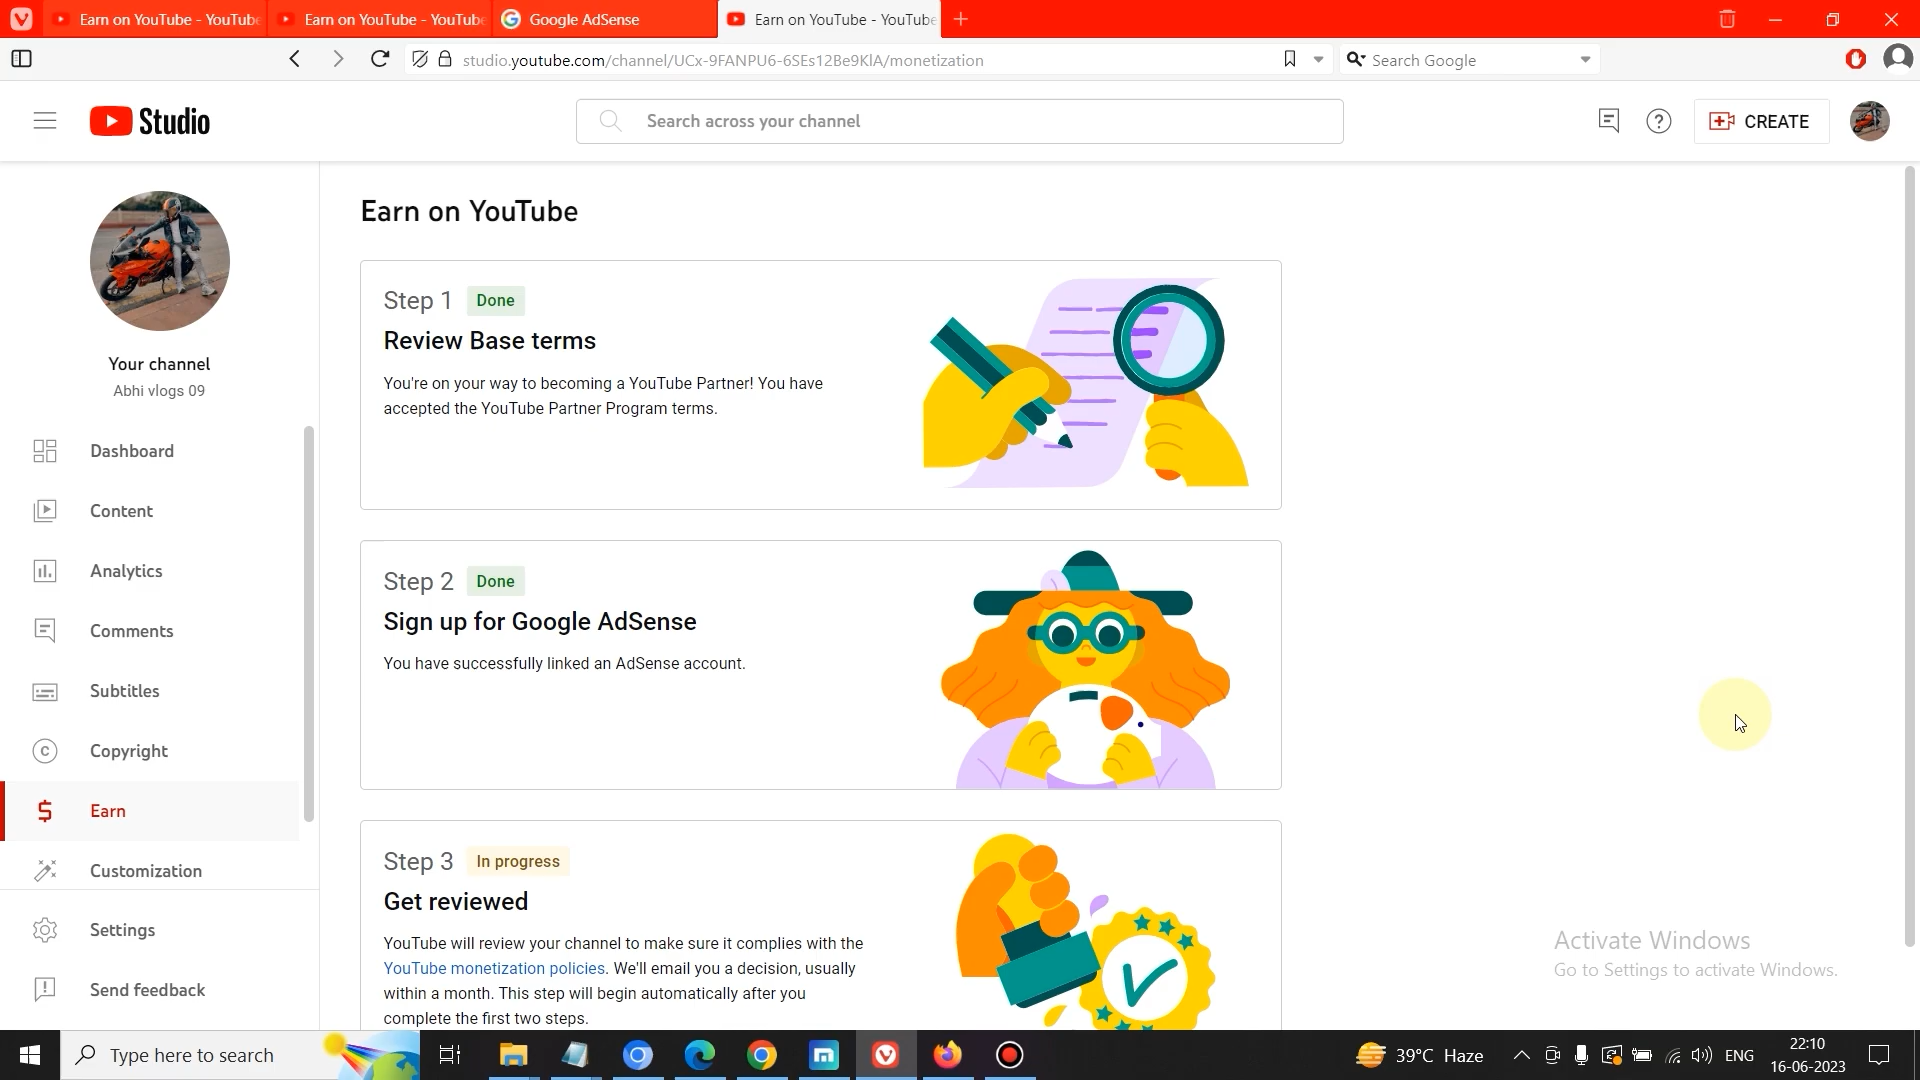 Earn on YouTube - YouTube
Earn on YouTube - YouTube
Google AdSense
Earn on YouTube - YouTube
studio.youtube.com/channel/UCx-9FANPU6-6SEs12Be9KlA/monetization
Search Google
Studio
Search across your channel
CREATE
Your channel
Abhi vlogs 09
Dashboard
Content
Analytics
Comments
Subtitles
Copyright
Earn
Customization
Settings
Send feedback
Earn on YouTube
Step 1 Done
Review Base terms
You're on your way to becoming a YouTube Partner! You have
accepted the YouTube Partner Program terms.
Step 2 Done
Sign up for Google AdSense
You have successfully linked an AdSense account.
Step 3 In progress
Get reviewed
YouTube will review your channel to make sure it complies with the
YouTube monetization policies. We'll email you a decision, usually
within a month. This step will begin automatically after you
complete the first two steps.
Activate Windows
Go to Settings to activate Windows.
Type here to search
39°C Haze
ENG
22:10
16-06-2023